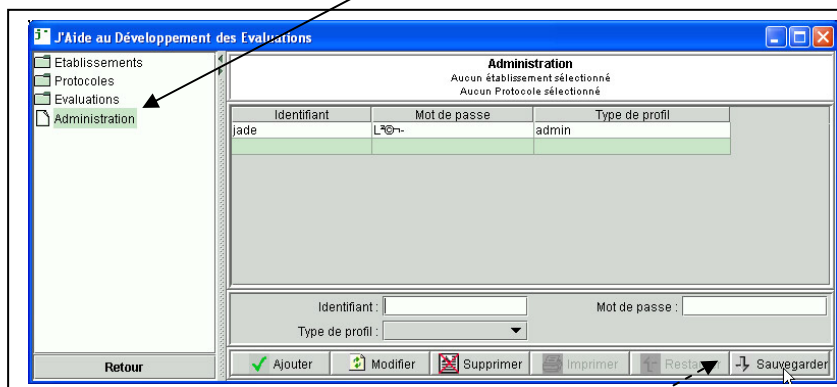 J'Aide au Développement des Evaluations
Etablissements
Protocoles
Evaluations
Administration
Administration
Aucun établissement sélectionné
Aucun Protocole sélectionné
Identifiant Mot de passe Type de profil
jade L²©¬- admin
Identifiant : Mot de passe :
Type de profil :
Retour Ajouter Modifier Supprimer Imprimer Sauvegarder